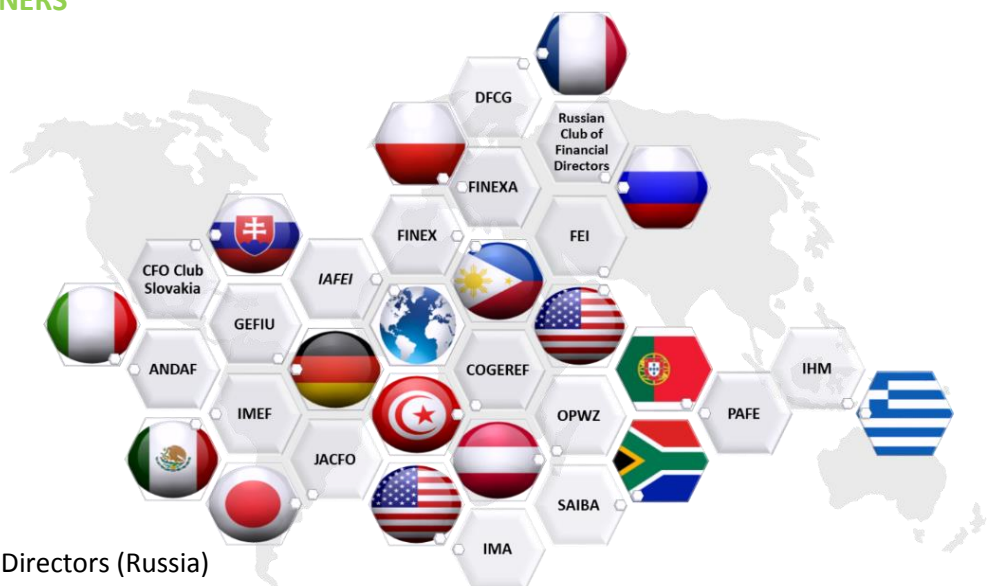 NERS
DFCG
Russian
Club of
Financial
Directors
FINEXA
FINEX
FEI
CFO Club
Slovakia
IAFEI
GEFIU
ANDAF
COGEREF
IHM
IMEF
OPWZ
PAFE
JACFO
SAIBA
IMA
Directors (Russia)